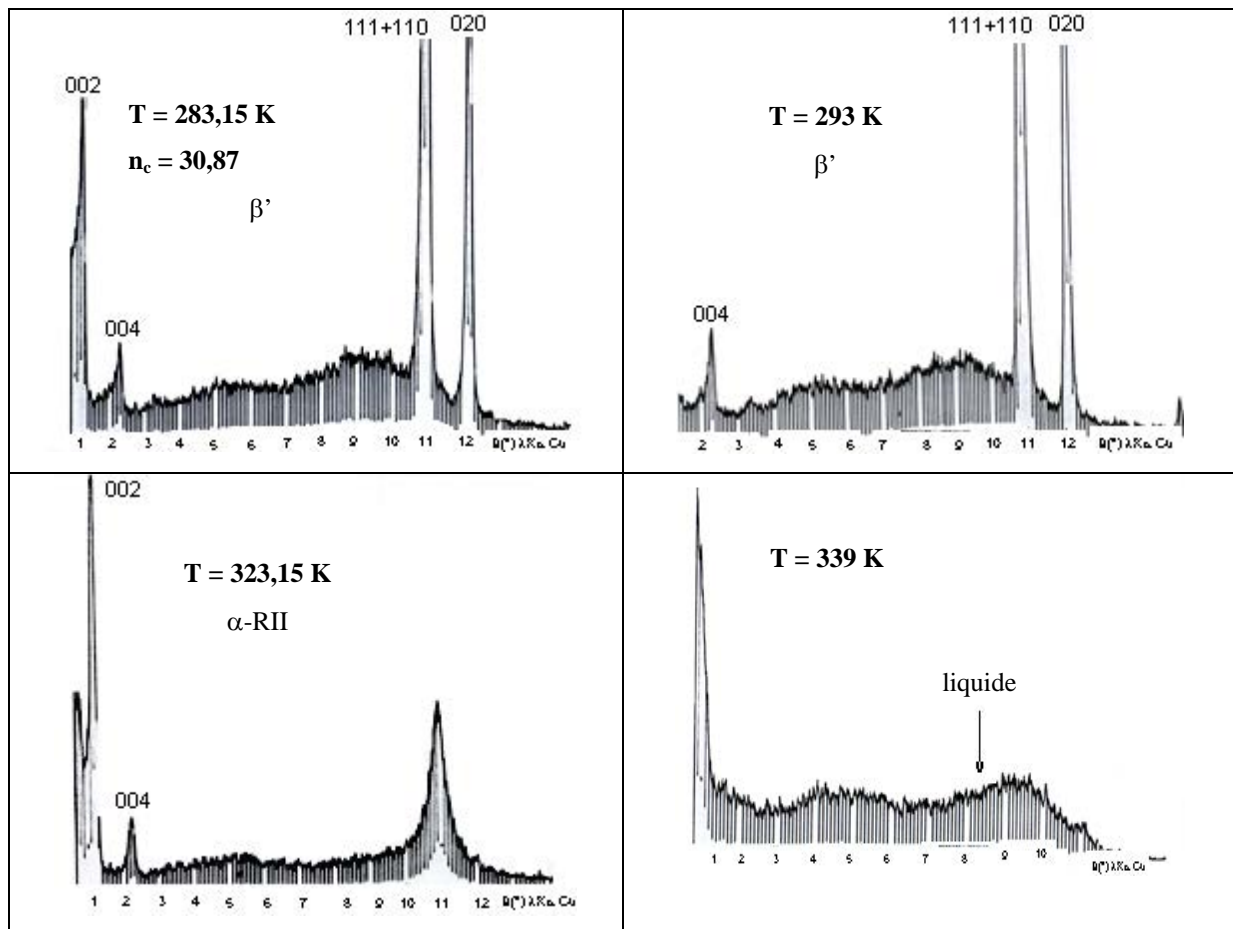 111+110 020
002
T = 283,15 K
n_c = 30,87
β’
004
1 2 3 4 5 6 7 8 9 10 11 12 θ(°) λKα Cu
111+110 020
T = 293 K
β’
004
2 3 4 5 6 7 8 9 10 11 12 θ(°) λKα Cu
002
T = 323,15 K
α-RII
004
1 2 3 4 5 6 7 8 9 10 11 12 θ(°) λKα Cu
T = 339 K
liquide
1 2 3 4 5 6 7 8 9 10 θ(°) λKα Cu